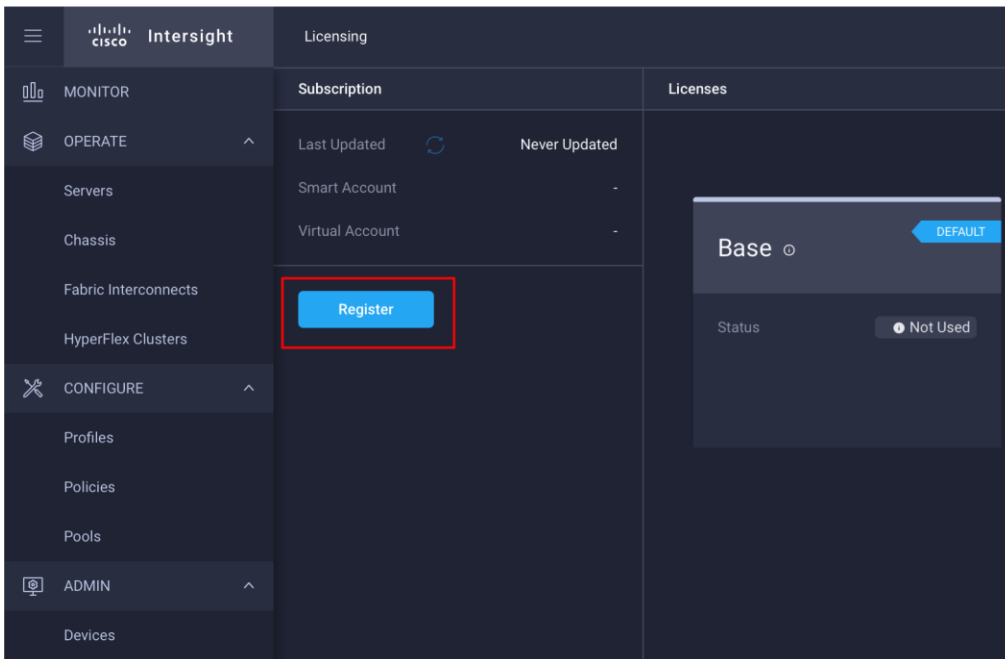 cisco Intersight
Licensing
MONITOR
OPERATE
Servers
Chassis
Fabric Interconnects
HyperFlex Clusters
CONFIGURE
Profiles
Policies
Pools
ADMIN
Devices
Subscription
Last Updated Never Updated
Smart Account -
Virtual Account -
Register
Licenses
DEFAULT
Base
Status Not Used